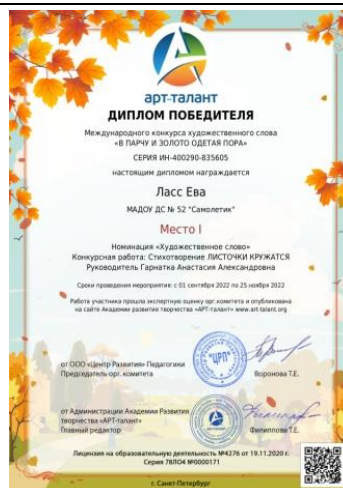 арт-талант
ДИПЛОМ ПОБЕДИТЕЛЯ
Международного конкурса художественного слова
«В ПАРЧУ И ЗОЛОТО ОДЕТАЯ ПОРА»
СЕРИЯ ИН-400290-835605
настоящим дипломом награждается
Ласс Ева
МАДОУ ДС № 52 "Самолетик"
Место I
Номинация «Художественное слово»
Конкурсная работа: Стихотворение ЛИСТОЧКИ КРУЖАТСЯ
Руководитель Гарнатка Анастасия Александровна
Сроки проведения мероприятия: с 01 сентября 2022 по 25 ноября 2022
Работа участника прошла экспертную оценку орг.комитета и опубликована
на сайте Академии развития творчества «АРТ-талант» www.art-talant.org
от ООО «Центр Развития» Педагогики
Председатель орг. комитета
"ЦРП"
Воронова Т.Е.
от Администрации Академии Развития
творчества «АРТ-талант»
Главный редактор
Филиппова Т.Е.
Лицензия на образовательную деятельность №4276 от 19.11.2020 г.
Серия 78ЛО4 №0000171
г. Санкт-Петербург